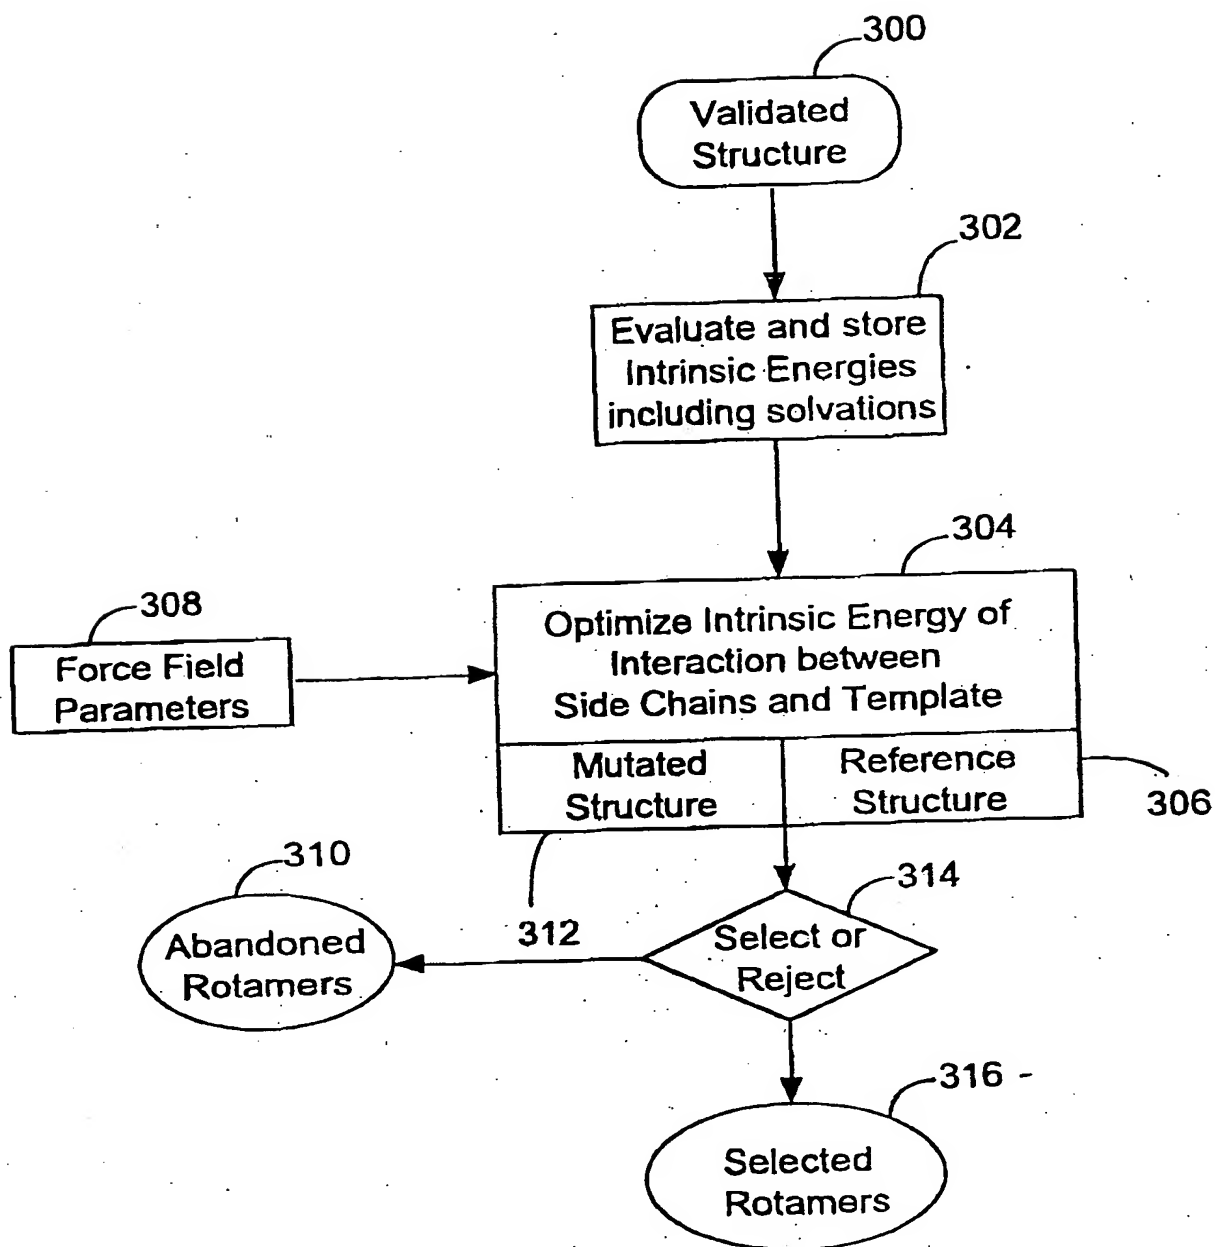 300
Validated
Structure
302
Evaluate and store
Intrinsic Energies
including solvations
304
308
Optimize Intrinsic Energy of
Interaction between
Side Chains and Template
Force Field
Parameters
Mutated
Structure
Reference
Structure
306
310
312
314
Abandoned
Rotamers
Select or
Reject
316
Selected
Rotamers